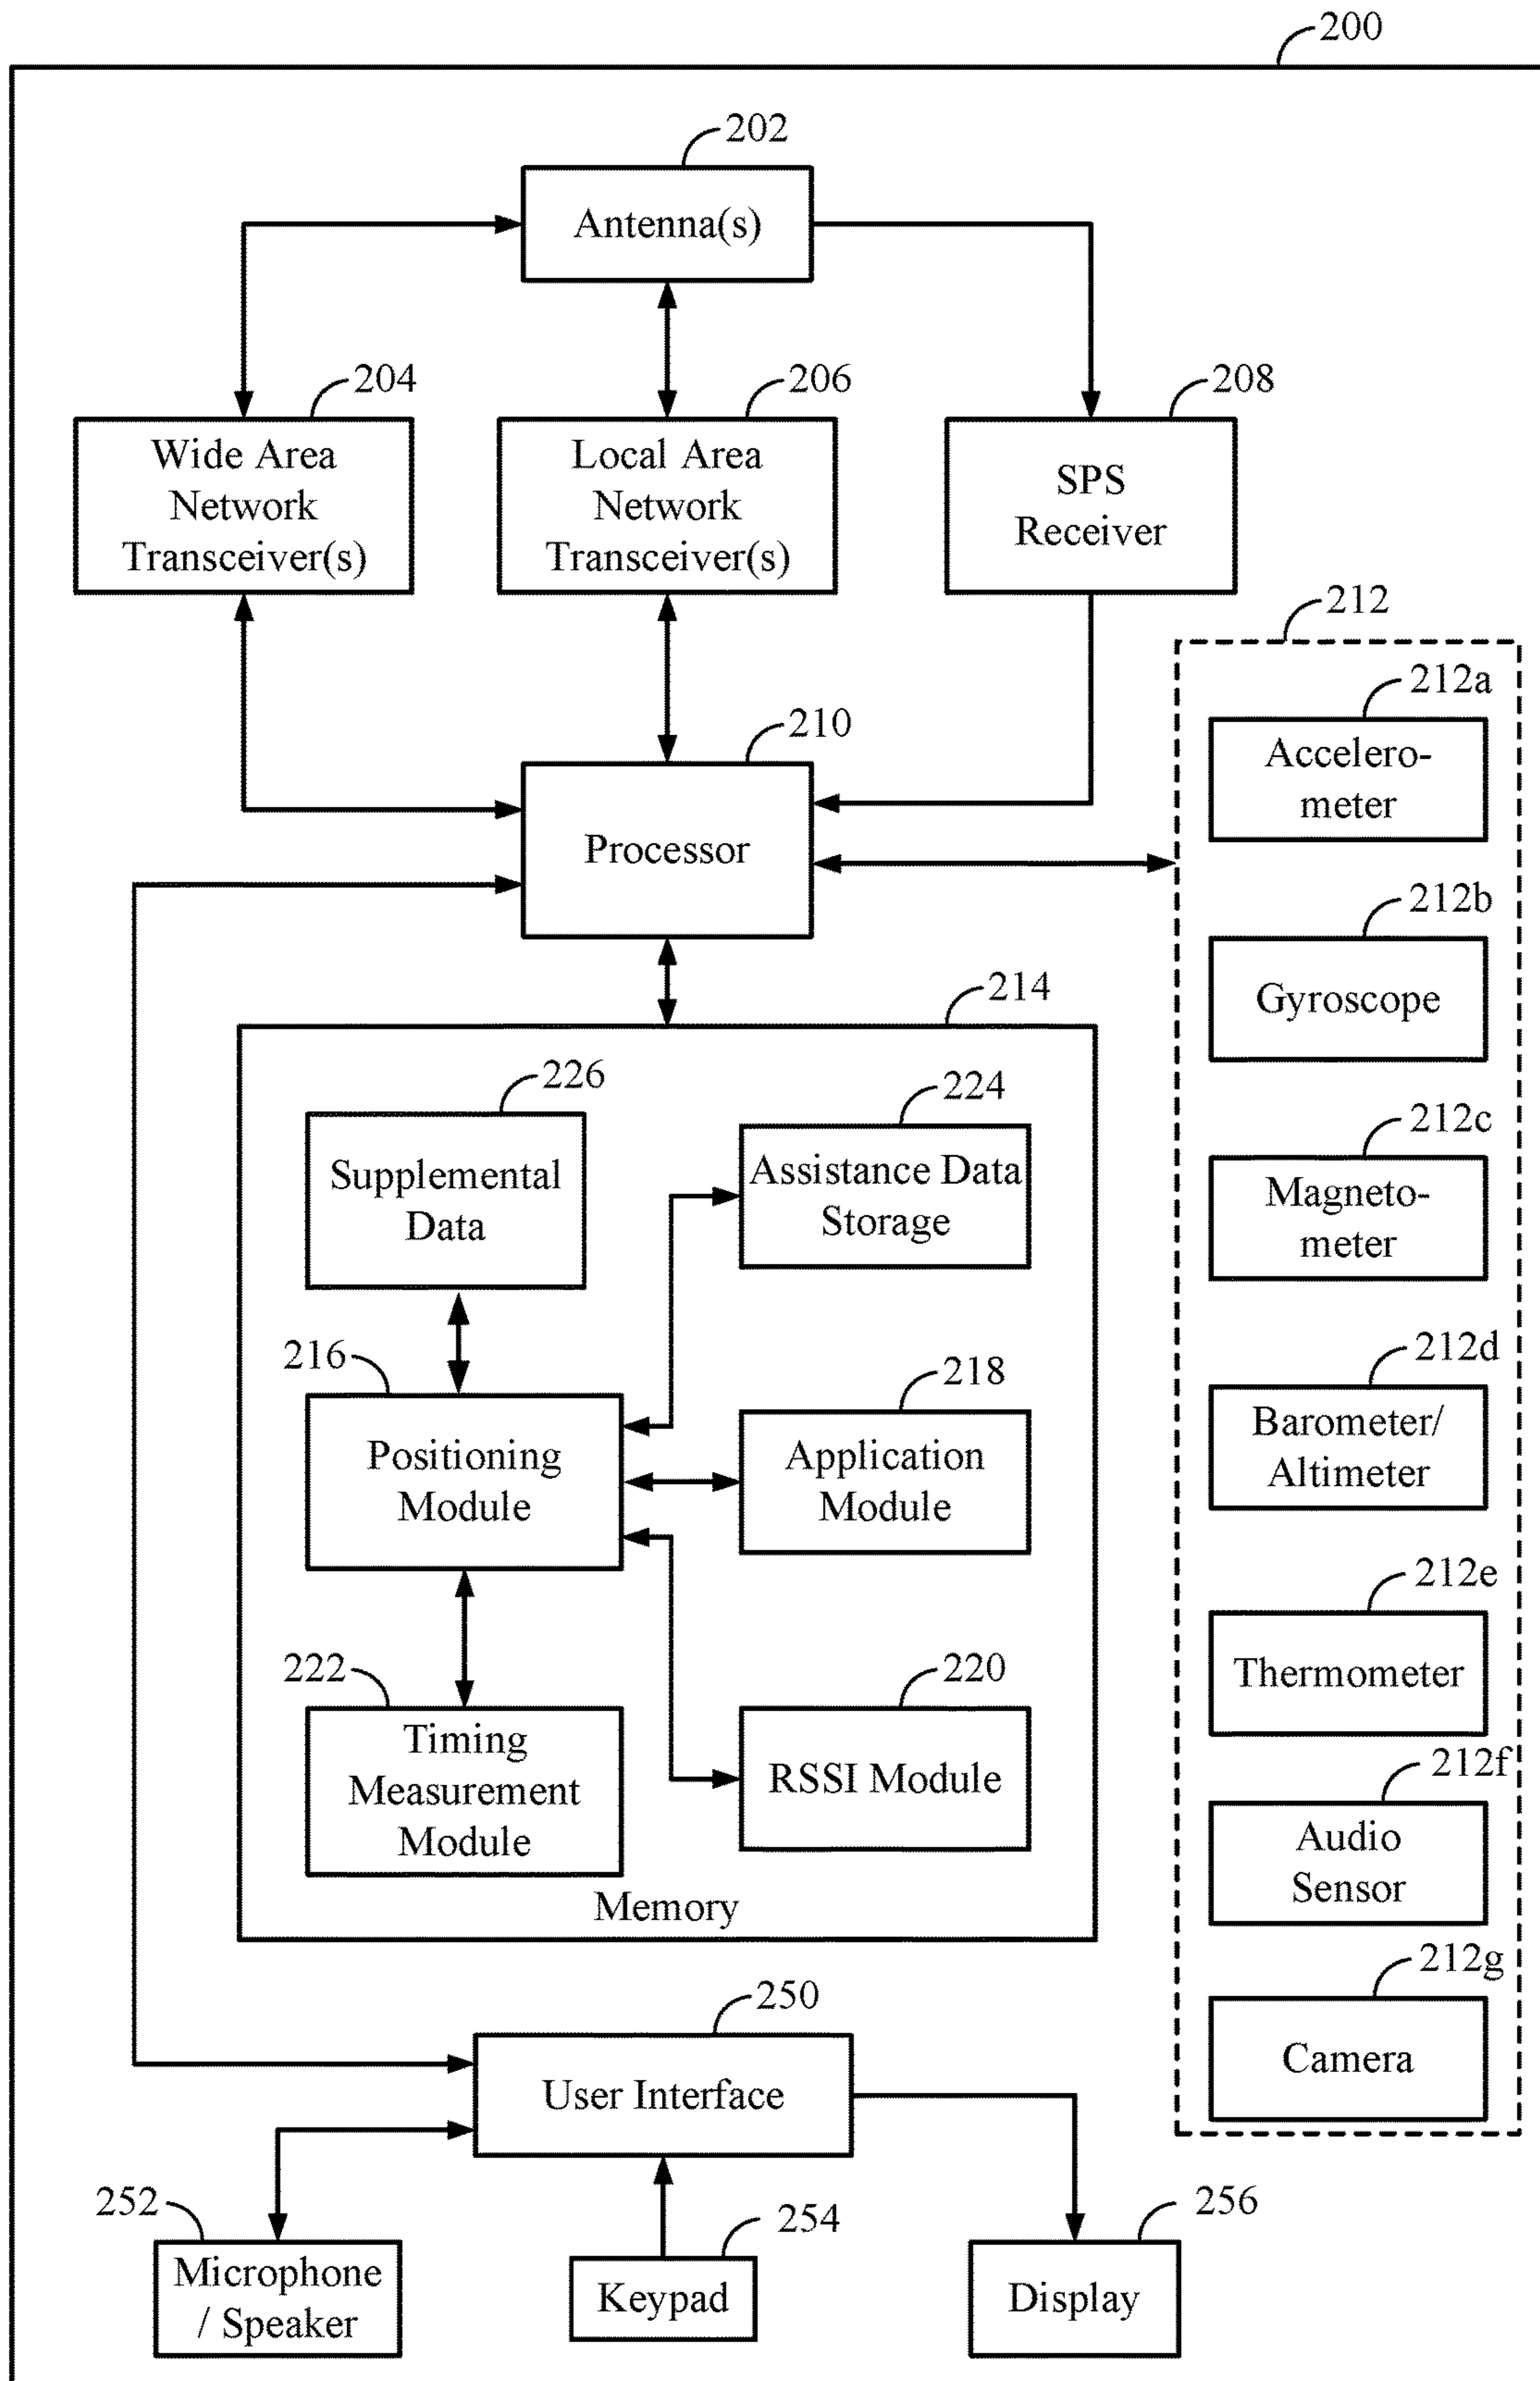 200
202
Antenna(s)
204
206
208
Wide Area
Network
Transceiver(s)
Local Area
Network
Transceiver(s)
SPS
Receiver
212
212a
Accelero-
meter
210
Processor
212b
Gyroscope
214
226
Supplemental
Data
224
Assistance Data
Storage
212c
Magneto-
meter
216
Positioning
Module
218
Application
Module
212d
Barometer/
Altimeter
212e
Thermometer
222
Timing
Measurement
Module
220
RSSI Module
Memory
212f
Audio
Sensor
212g
Camera
250
User Interface
252
Microphone
/ Speaker
254
Keypad
256
Display